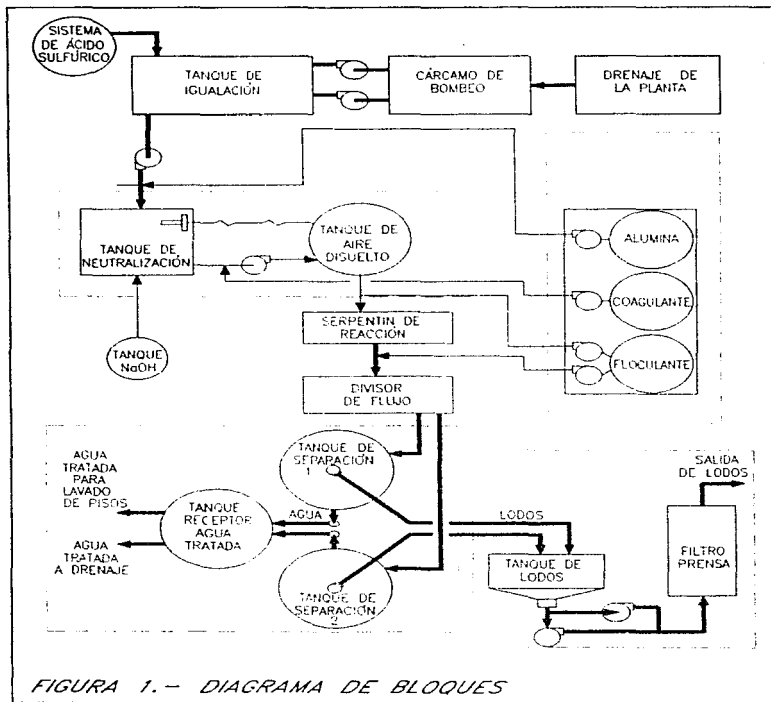 SISTEMA
DE ÁCIDO
SULFÚRICO
TANQUE DE
IGUALACIÓN
CÁRCAMO DE
BOMBEO
DRENAJE DE
LA PLANTA
TANQUE DE
NEUTRALIZACIÓN
TANQUE DE
AIRE
DISUELTO
ALUMINA
COAGULANTE
FLOCULANTE
TANQUE
NaOH
SERPENTIN DE
REACCIÓN
DIVISOR
DE FLUJO
AGUA
TRATADA
PARA
LAVADO
DE PISOS
AGUA
TRATADA
A DRENAJE
TANQUE
RECEPTOR
AGUA
TRATADA
TANQUE DE
SEPARACIÓN
1
AGUA
TANQUE DE
SEPARACIÓN
2
LODOS
TANQUE DE
LODOS
SALIDA
DE LODOS
FILTRO
PRENSA
FIGURA 1.- DIAGRAMA DE BLOQUES